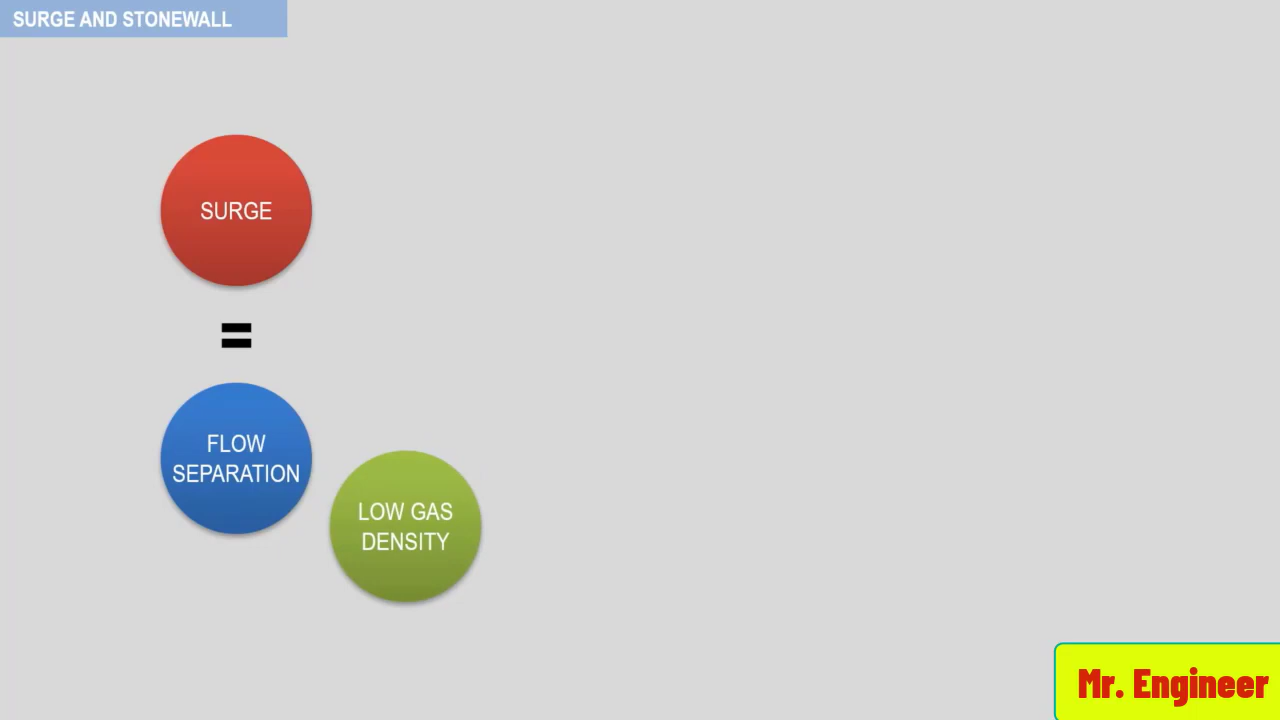 SURGE AND STONEWALL
SURGE
=
FLOW
SEPARATION
LOW GAS
DENSITY
Mr. Engineer